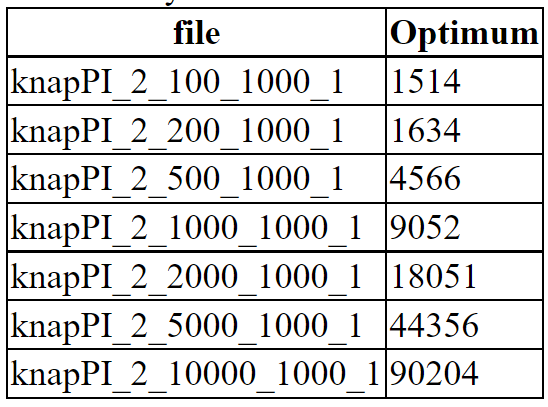 file Optimum
knapPI_2_100_1000_1 1514
knapPI_2_200_1000_1 1634
knapPI_2_500_1000_1 4566
knapPI_2_1000_1000_1 9052
knapPI_2_2000_1000_1 18051
knapPI_2_5000_1000_1 44356
knapPI_2_10000_1000_1 90204